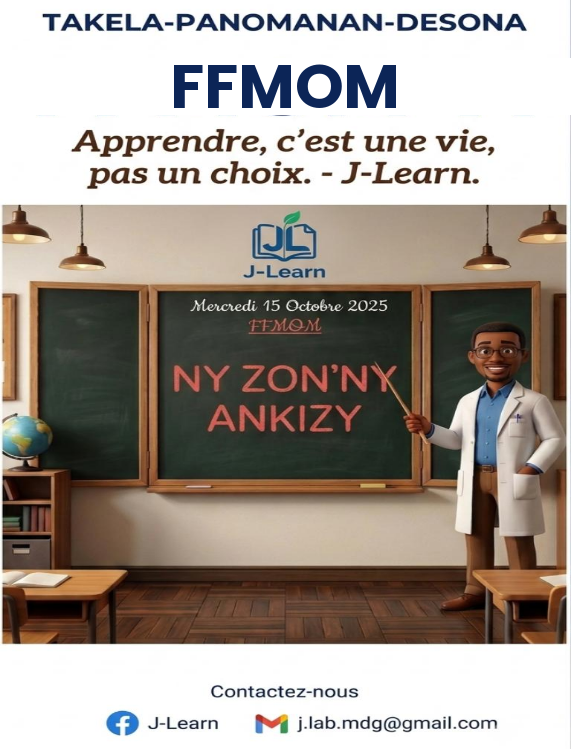 TAKELA-PANOMANAN-DESONA
FFMOM
Apprendre, c'est une vie,
pas un choix. - J-Learn.
JL
J-Learn
Mercredi 15 Octobre 2025
FFMOM
NY ZON'NY
ANKIZY
Contactez-nous
J-Learn
j.lab.mdg@gmail.com